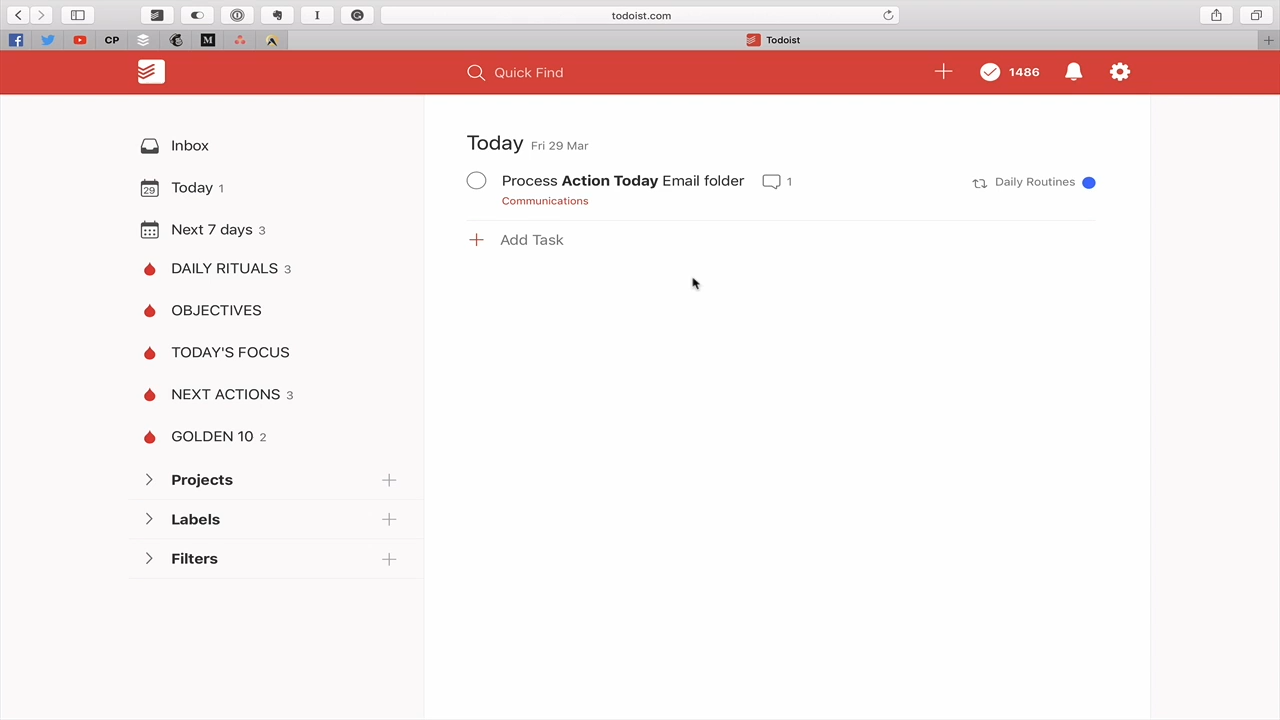 todoist.com
CP
M
Todoist
Quick Find
1486
Inbox
29
Today 1
Next 7 days 3
DAILY RITUALS 3
OBJECTIVES
TODAY'S FOCUS
NEXT ACTIONS 3
GOLDEN 10 2
Projects
Labels
Filters
Today Fri 29 Mar
Process Action Today Email folder 1 Daily Routines
Communications
Add Task